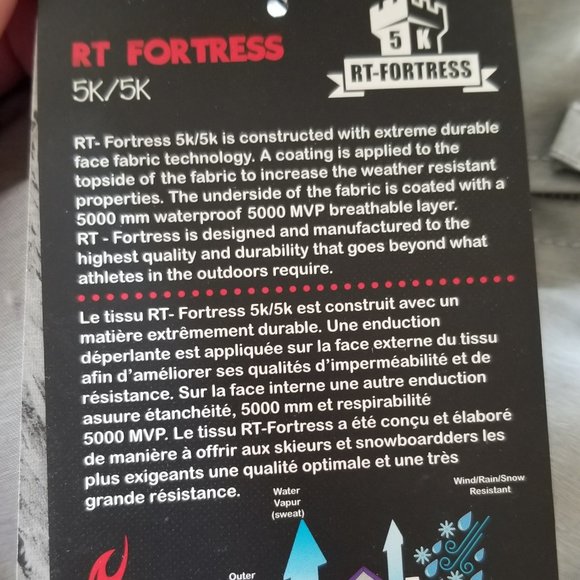 RT FORTRESS
5K/5K
5 K
RT-FORTRESS
RT- Fortress 5k/5k is constructed with extreme durable
face fabric technology. A coating is applied to the
topside of the fabric to increase the weather resistant
properties. The underside of the fabric is coated with a
5000 mm waterproof 5000 MVP breathable layer.
RT - Fortress is designed and manufactured to the
highest quality and durability that goes beyond what
athletes in the outdoors require.
Le tissu RT- Fortress 5k/5k est construit avec un
matière extrêmement durable. Une enduction
déperlante est appliquée sur la face externe du tissu
afin d'améliorer ses qualités d'imperméabilité et de
résistance. Sur la face interne une autre enduction
asuure étanchéité, 5000 mm et respirabilité
5000 MVP. Le tissu RT-Fortress a été conçu et élaboré
de manière à offrir aux skieurs et snowboardders les
plus exigeants une qualité optimale et une très
grande résistance.
Water
Vapur
(sweat)
Wind/Rain/Snow
Resistant
Outer